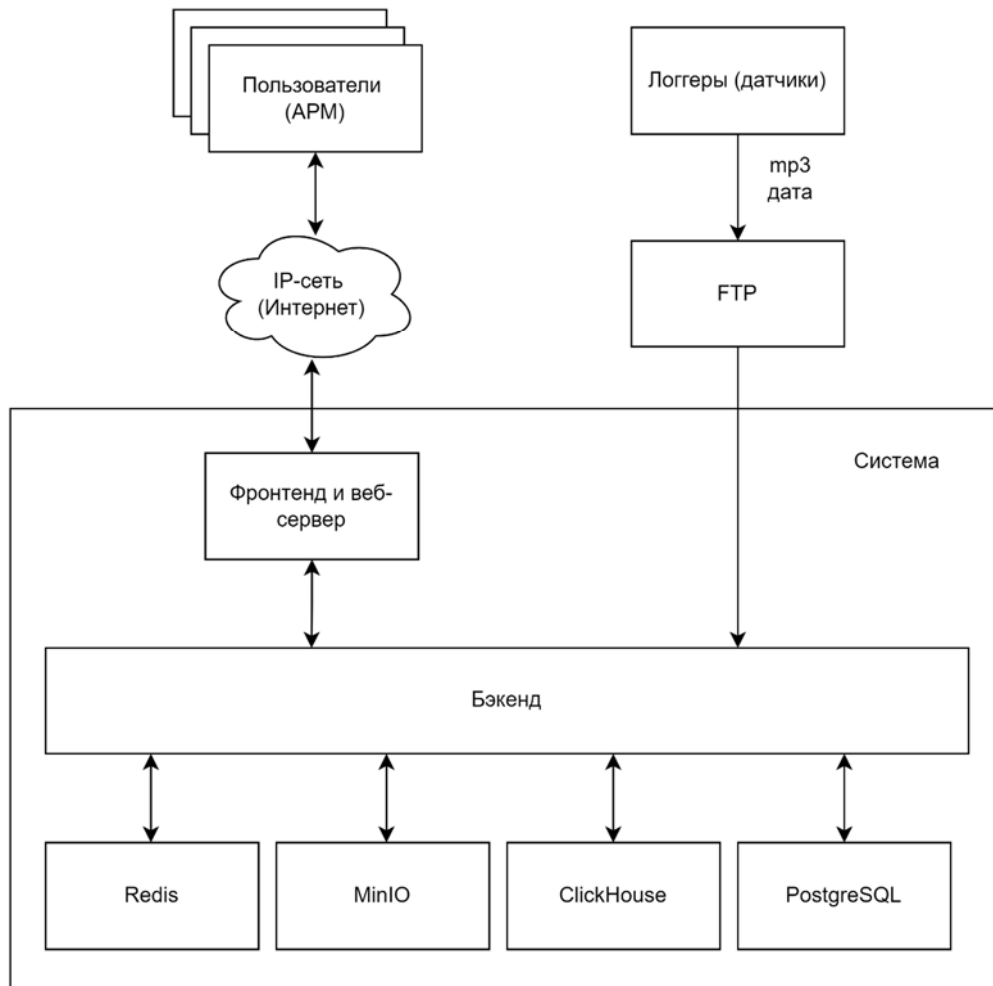 Пользователи
(АРМ)
Логгеры (датчики)
mp3
дата
IP-сеть
(Интернет)
FTP
Система
Фронтенд и веб-
сервер
Бэкенд
Redis
MinIO
ClickHouse
PostgreSQL